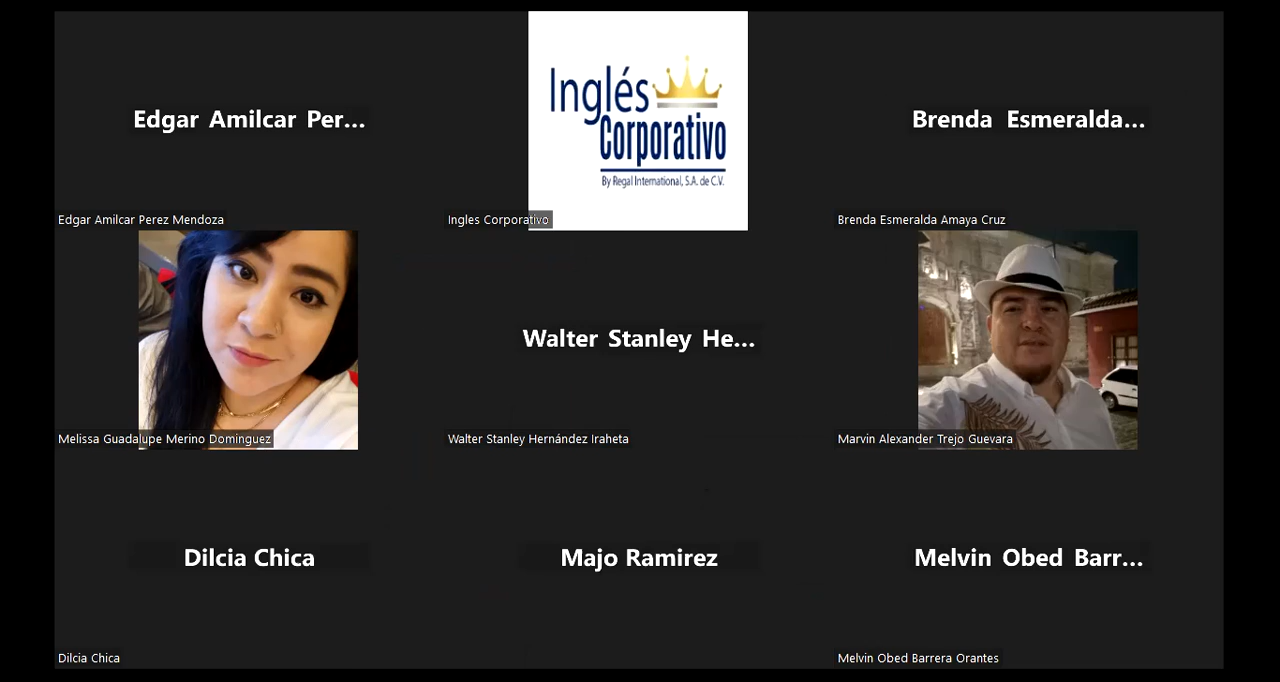 Edgar Amilcar Per...
Edgar Amilcar Perez Mendoza
Inglés
Corporativo
By Regal International, S.A. de C.V.
Ingles Corporativo
Brenda Esmeralda...
Brenda Esmeralda Amaya Cruz
Melissa Guadalupe Merino Dominguez
Walter Stanley He...
Walter Stanley Hernández Iraheta
Marvin Alexander Trejo Guevara
Dilcia Chica
Dilcia Chica
Majo Ramirez
Melvin Obed Barr...
Melvin Obed Barrera Orantes